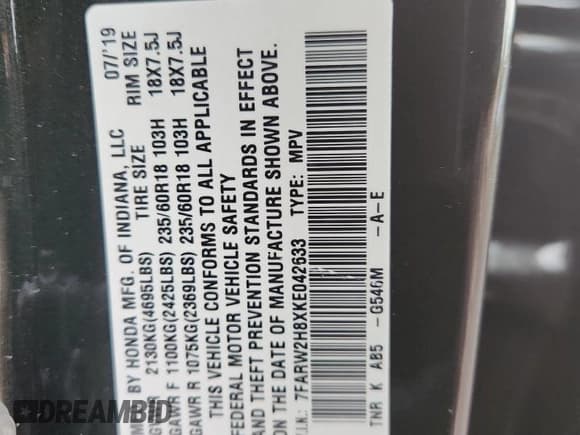 BY HONDA MFG. OF INDIANA, LLC 07/'19
2130KG(4695LBS) TIRE SIZE RIM SIZE
GAWR F 1100KG(2425LBS) 235/60R18 103H 18X7.5J
GAWR R 1075KG(2369LBS) 235/60R18 103H 18X7.5J
THIS VEHICLE CONFORMS TO ALL APPLICABLE
FEDERAL MOTOR VEHICLE SAFETY
AND THEFT PREVENTION STANDARDS IN EFFECT
ON THE DATE OF MANUFACTURE SHOWN ABOVE.
V.I.N.: 7FARW2H8XKE042633 TYPE: MPV
TNR K AB5 -G546M -A-E
DREAMBID